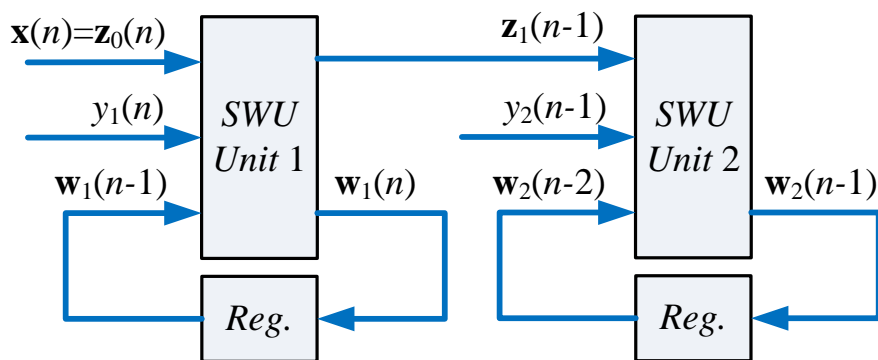 x(n)=z₀(n)
z₁(n-1)
y₁(n)
SWU
Unit 1
y₂(n-1)
SWU
Unit 2
w₁(n-1)
w₁(n)
w₂(n-2)
w₂(n-1)
Reg.
Reg.